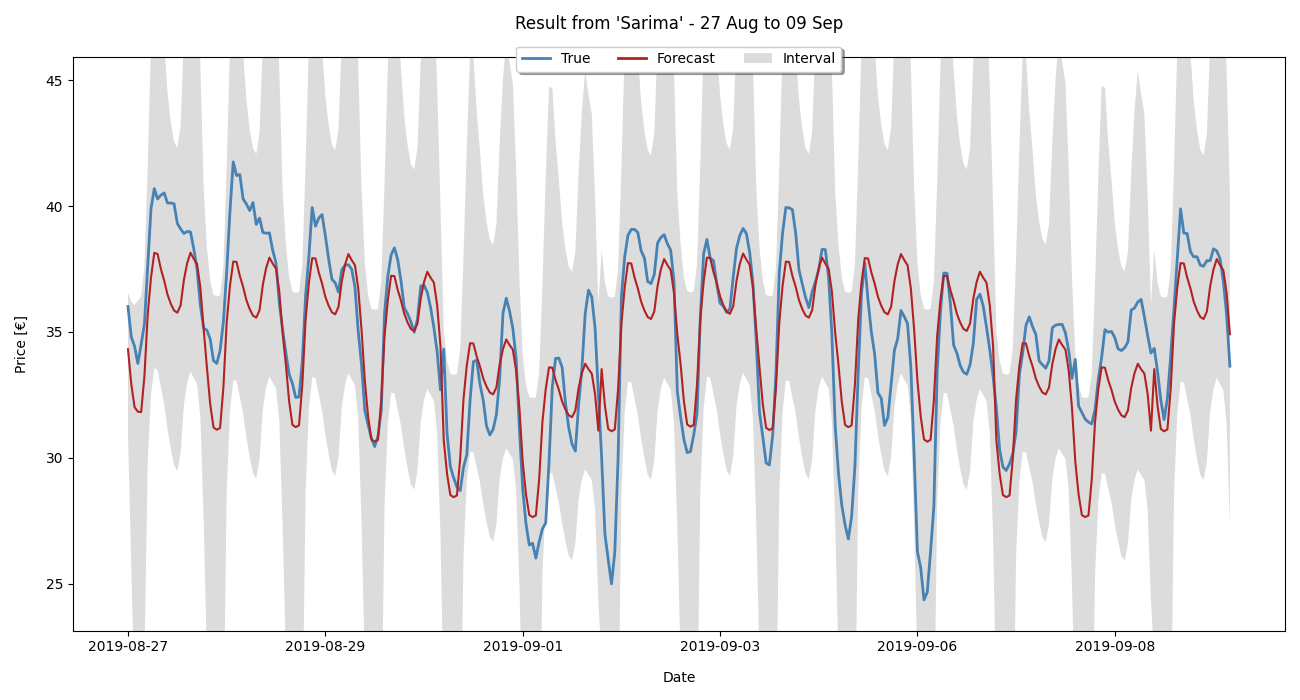 Result from 'Sarima' - 27 Aug to 09 Sep
True Forecast Interval
45
40
35
30
25
Price [€]
2019-08-27 2019-08-29 2019-09-01 2019-09-03 2019-09-06 2019-09-08
Date